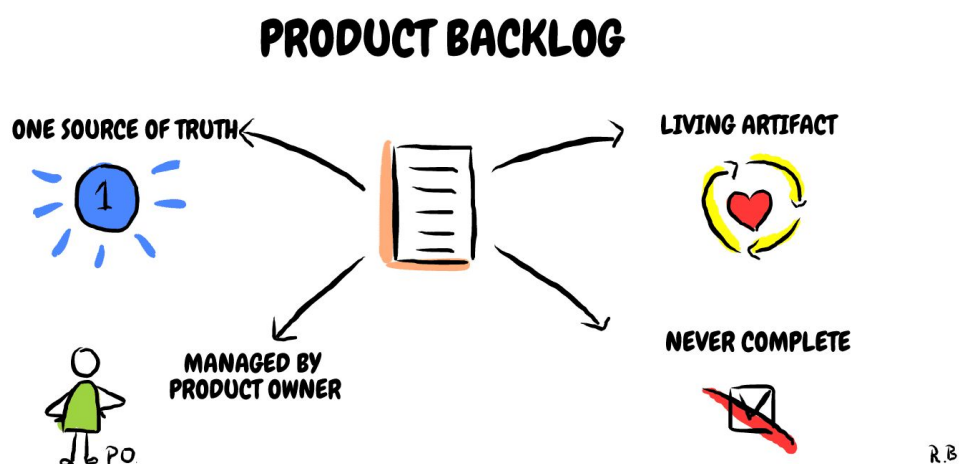 PRODUCT BACKLOG
ONE SOURCE OF TRUTH
1
LIVING ARTIFACT
MANAGED BY
PRODUCT OWNER
PO.
NEVER COMPLETE
R.B